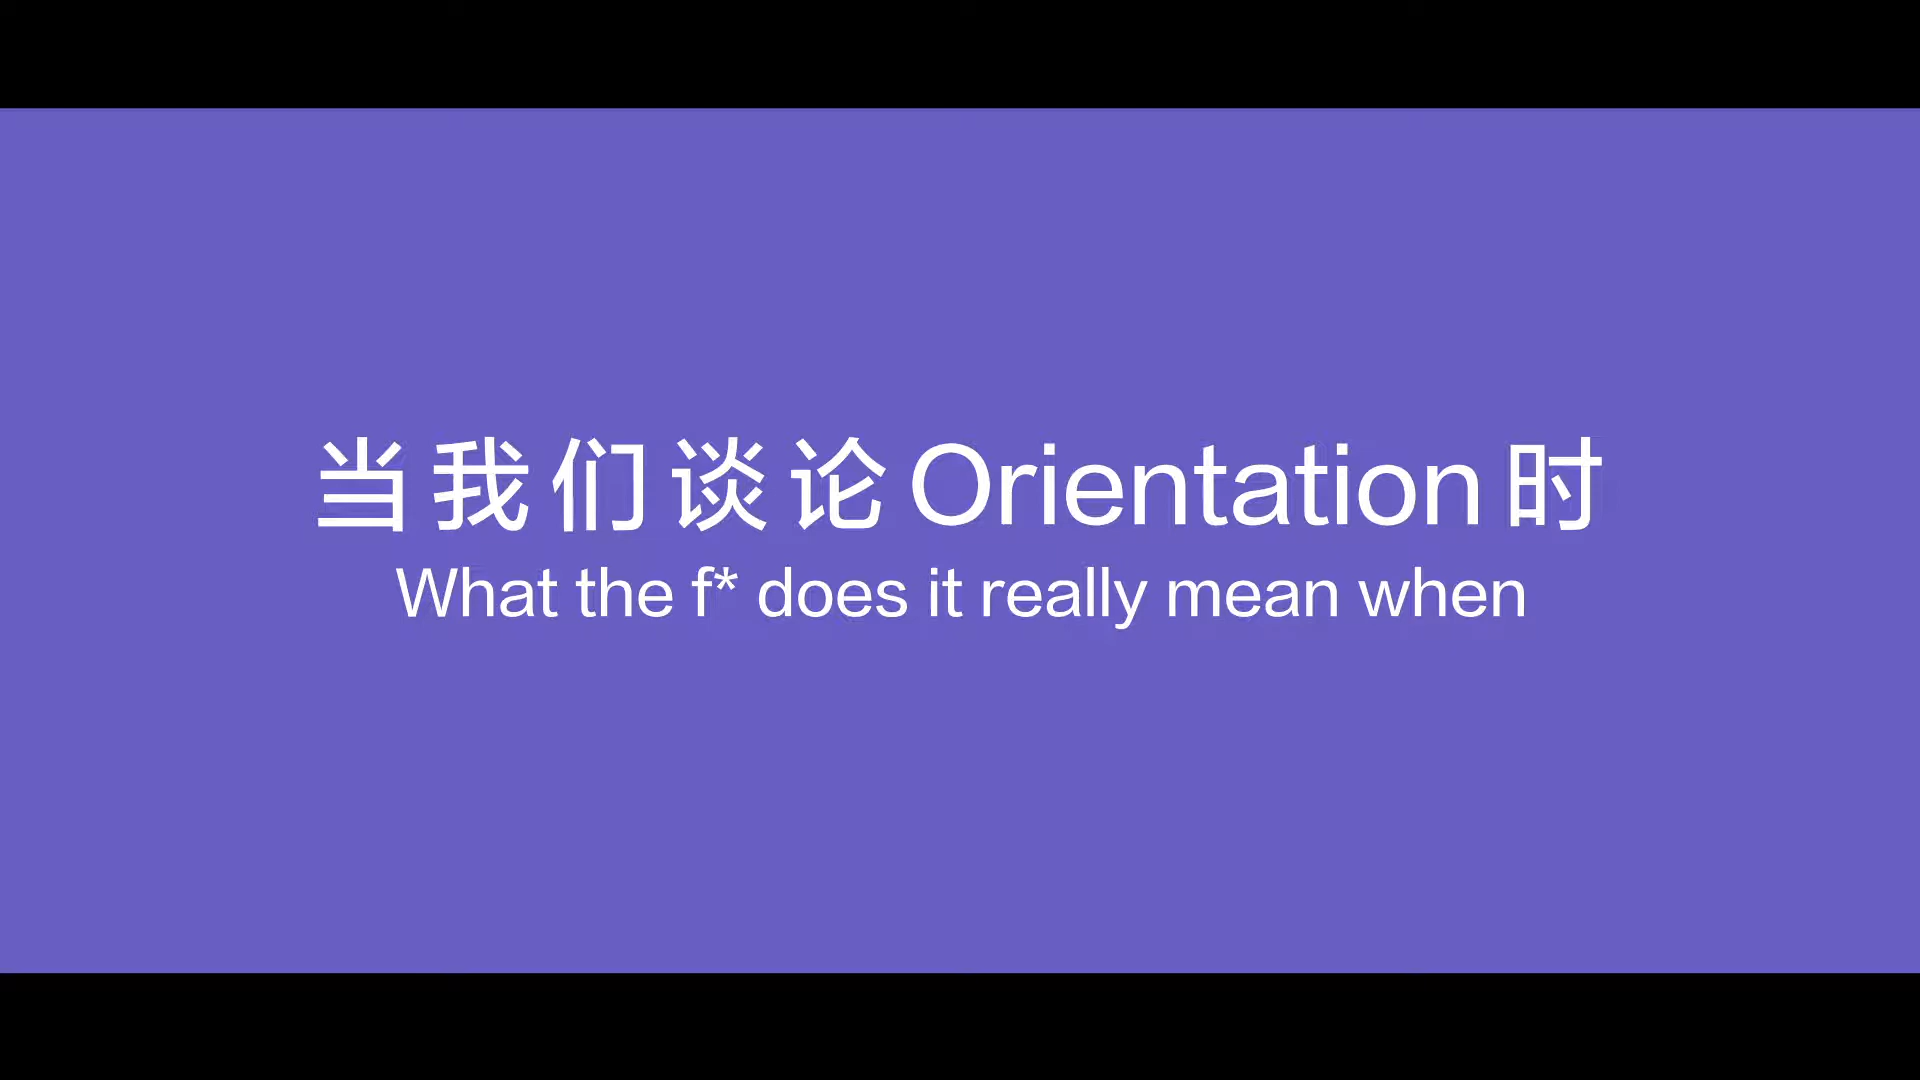 当我们谈论Orientation时
What the f* does it really mean when